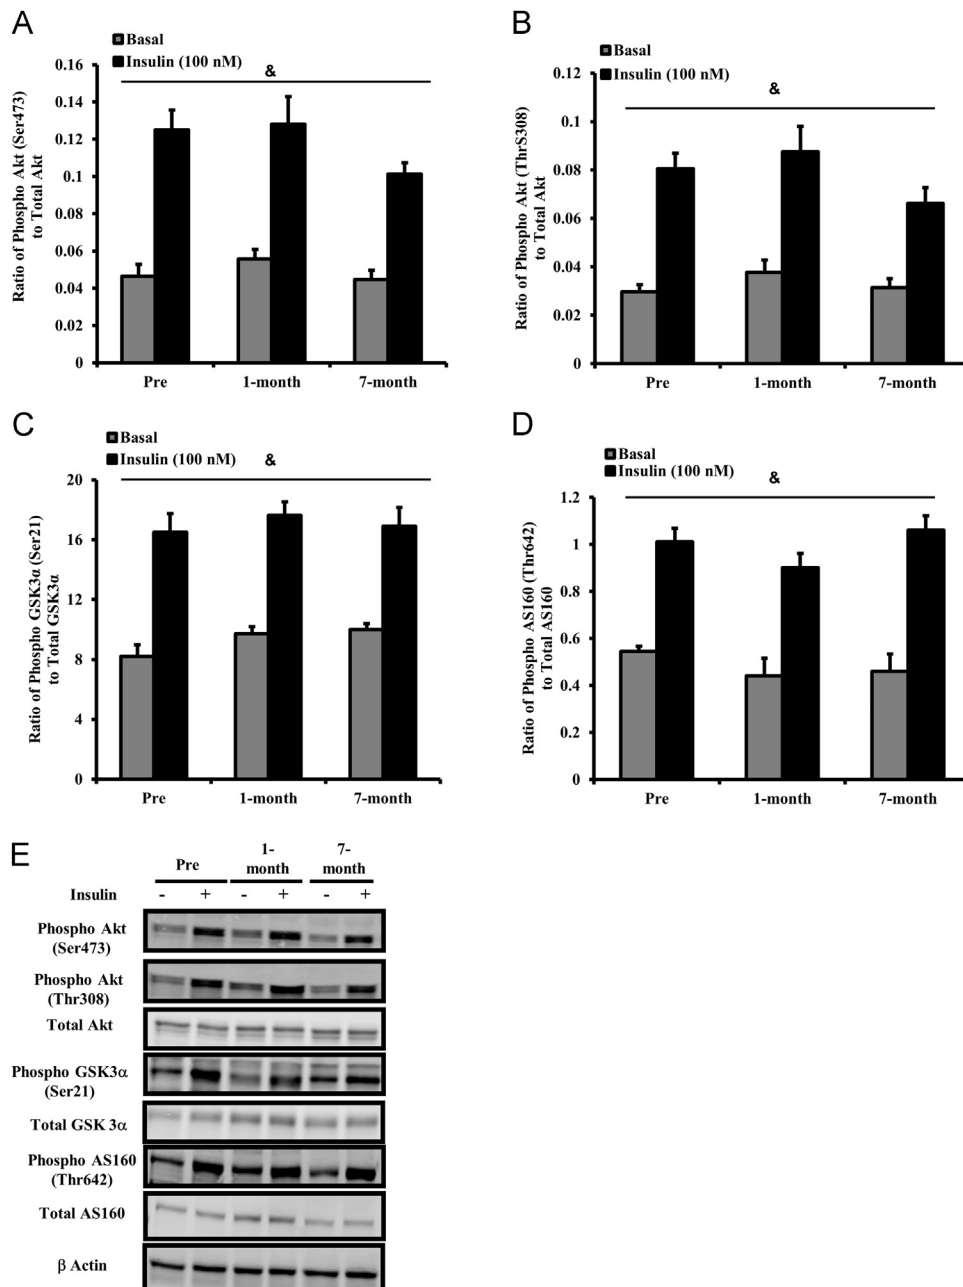 A
Basal
Insulin (100 nM)
&
Ratio of Phospho Akt (Ser473)
to Total Akt
0.16
0.14
0.12
0.1
0.08
0.06
0.04
0.02
0
Pre
1-month
7-month
B
Basal
Insulin (100 nM)
&
Ratio of Phospho Akt (ThrS308)
to Total Akt
0.12
0.1
0.08
0.06
0.04
0.02
0
Pre
1-month
7-month
C
Basal
Insulin (100 nM)
&
Ratio of Phospho GSK3α (Ser21)
to Total GSK3α
20
16
12
8
4
0
Pre
1-month
7-month
D
Basal
Insulin (100 nM)
&
Ratio of Phospho AS160 (Thr642)
to Total AS160
1.2
1
0.8
0.6
0.4
0.2
0
Pre
1-month
7-month
E
Pre
1-
month
7-
month
Insulin - + - + - +
Phospho Akt
(Ser473)
Phospho Akt
(Thr308)
Total Akt
Phospho GSK3α
(Ser21)
Total GSK 3α
Phospho AS160
(Thr642)
Total AS160
β Actin